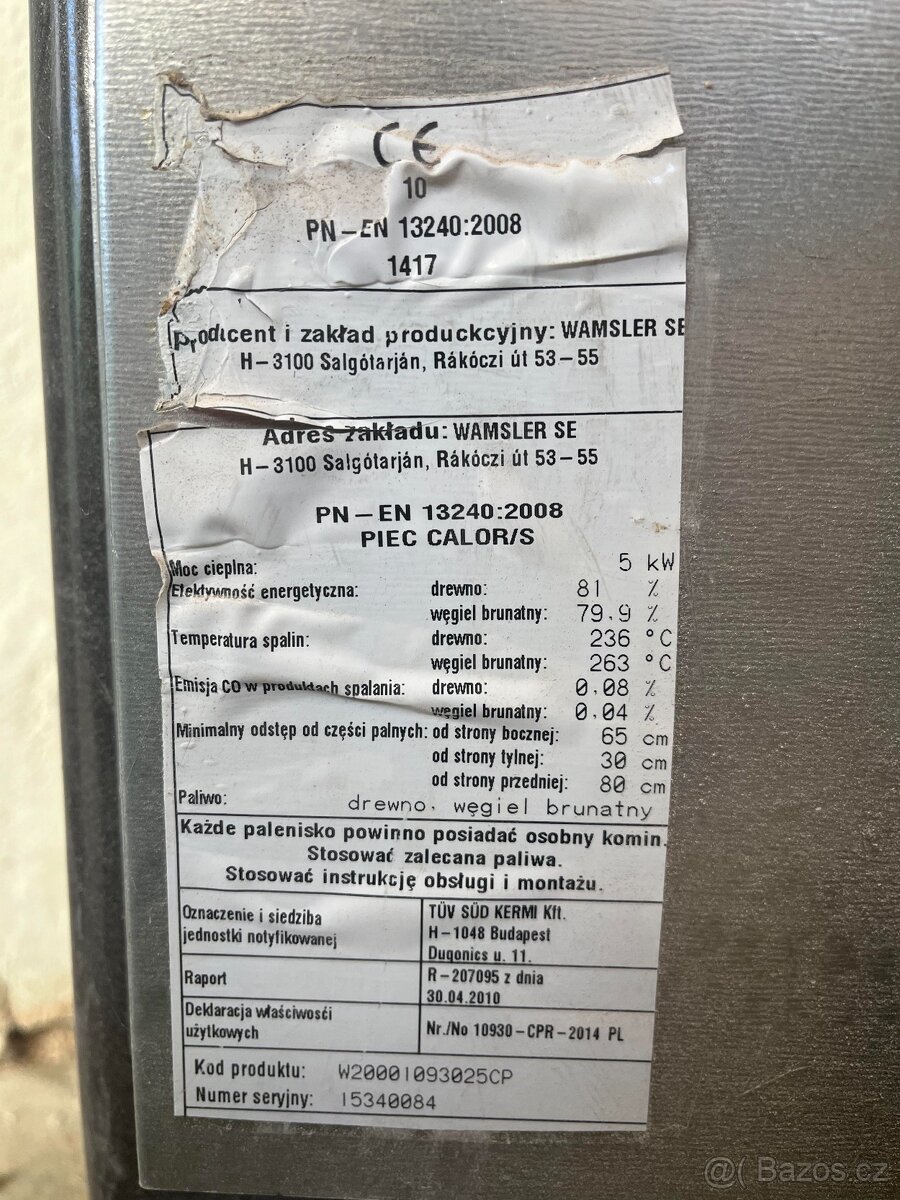 CE
10
PN-EN 13240:2008
1417
Producent i zakład produckcyjny: WAMSLER SE
H-3100 Salgótarján, Rákóczi út 53-55
Adres zakładu: WAMSLER SE
H-3100 Salgótarján, Rákóczi út 53-55
PN-EN 13240:2008
PIEC CALOR/S
Moc cieplna: 5 kW
Efektywność energetyczna: drewno: 81 %
węgiel brunatny: 79.9 %
Temperatura spalin: drewno: 236 °C
węgiel brunatny: 263 °C
Emisja CO w produktach spalania: drewno: 0.08 %
węgiel brunatny: 0.04 %
Minimalny odstęp od części palnych: od strony bocznej: 65 cm
od strony tylnej: 30 cm
od strony przedniej: 80 cm
Paliwo: drewno, węgiel brunatny
Każde palenisko powinno posiadać osobny komin.
Stosować zalecana paliwa.
Stosować instrukcję obsługi i montażu.
Oznaczenie i siedziba
jednostki notyfikowanej
TÜV SÜD KERMI Kft.
H-1048 Budapest
Dugonics u. 11.
Raport
R-207095 z dnia
30.04.2010
Deklaracja właściwości
użytkowych
Nr./No 10930-CPR-2014 PL
Kod produktu: W20001093025CP
Numer seryjny: 15340084
@( Bazos.cz